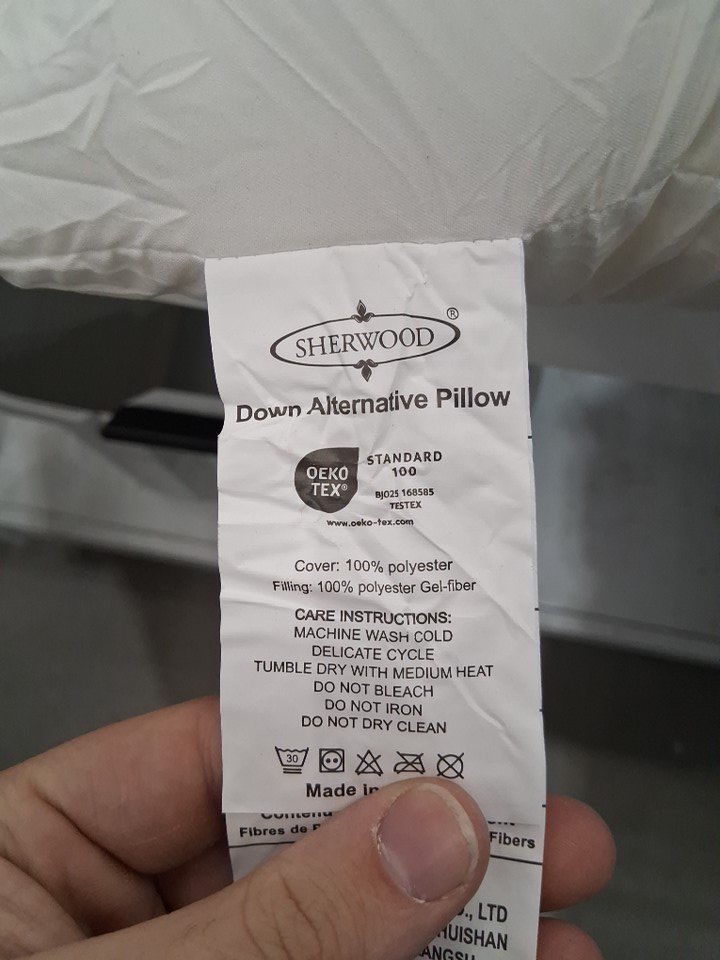 SHERWOOD®
Down Alternative Pillow
OEKO
TEX®
STANDARD
100
BJ025 168585
TESTEX
www.oeko-tex.com
Cover: 100% polyester
Filling: 100% polyester Gel-fiber
CARE INSTRUCTIONS:
MACHINE WASH COLD
DELICATE CYCLE
TUMBLE DRY WITH MEDIUM HEAT
DO NOT BLEACH
DO NOT IRON
DO NOT DRY CLEAN
30
Made in
Fibres de
Fibers
LTD